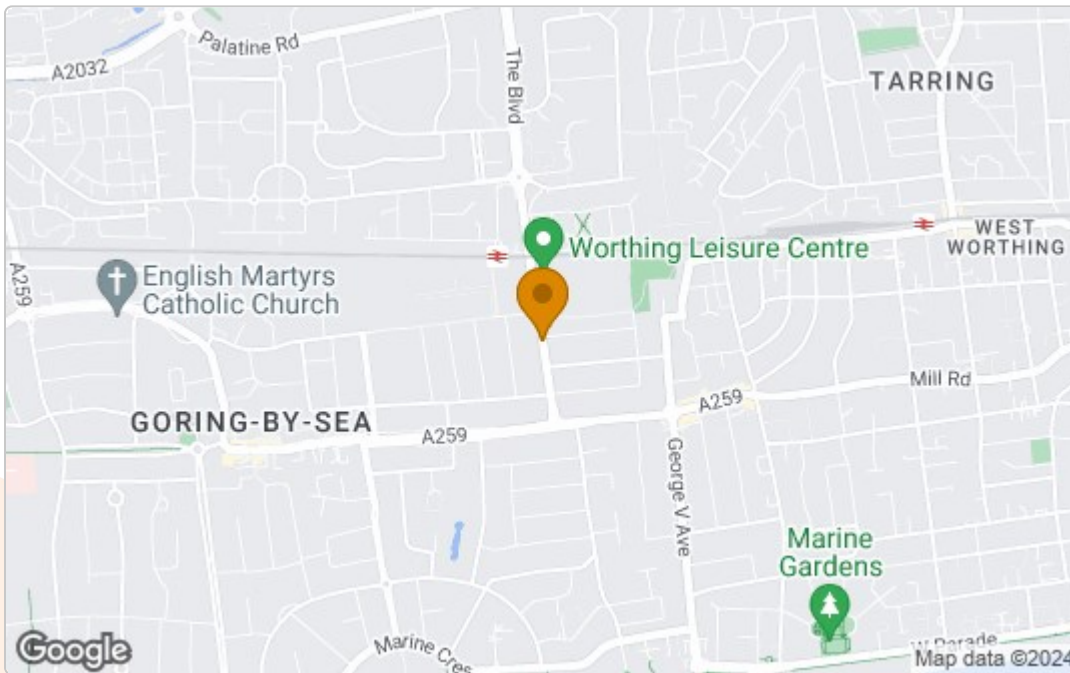 Palatine Rd
A2032
The Blvd
TARRING
Worthing Leisure Centre
WEST
WORTHING
A259
English Martyrs
Catholic Church
GORING-BY-SEA
A259
A259
Mill Rd
George V Ave
Marine
Gardens
Marine Cres
W Parade
Google
Map data ©2024